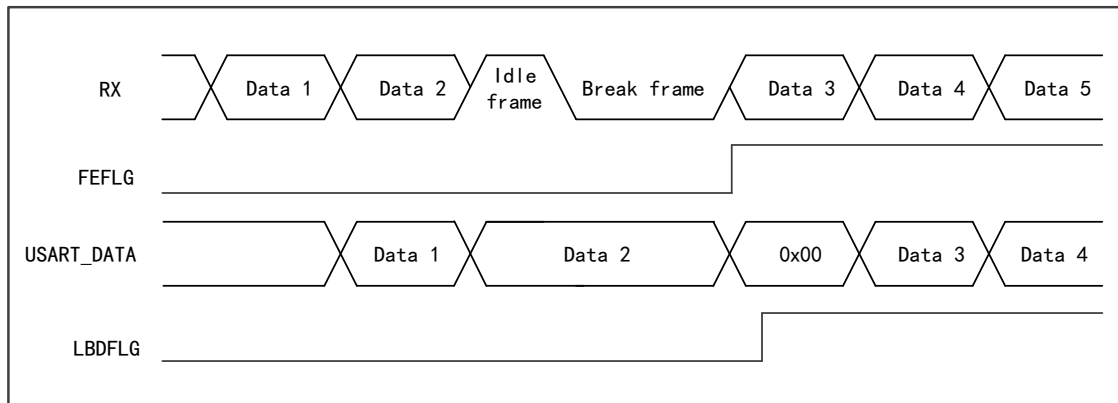 RX
Data 1
Data 2
Idle
frame
Break frame
Data 3
Data 4
Data 5
FEFLG
USART_DATA
Data 1
Data 2
0x00
Data 3
Data 4
LBDFLG